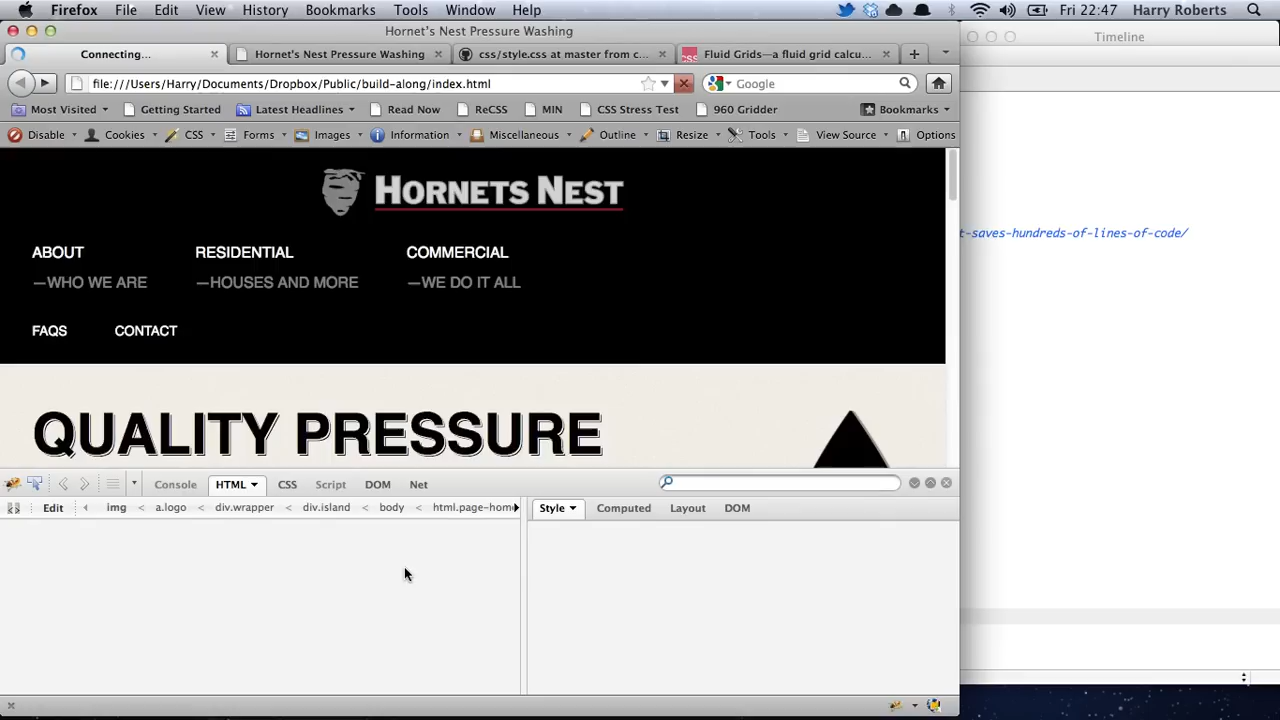 Firefox File Edit View History Bookmarks Tools Window Help Fri 22:47 Harry Roberts
Hornet's Nest Pressure Washing
Timeline
Connecting... Hornet's Nest Pressure Washing css/style.css at master from c... Fluid Grids—a fluid grid calcu...
file:///Users/Harry/Documents/Dropbox/Public/build-along/index.html Google
Most Visited Getting Started Latest Headlines Read Now ReCSS MIN CSS Stress Test 960 Gridder Bookmarks
Disable Cookies CSS Forms Images Information Miscellaneous Outline Resize Tools View Source Options
HORNETS NEST
t-saves-hundreds-of-lines-of-code/
ABOUT RESIDENTIAL COMMERCIAL
—WHO WE ARE —HOUSES AND MORE —WE DO IT ALL
FAQS CONTACT
QUALITY PRESSURE
Console HTML CSS Script DOM Net
Edit img < a.logo < div.wrapper < div.island < body < html.page-hom
Style Computed Layout DOM